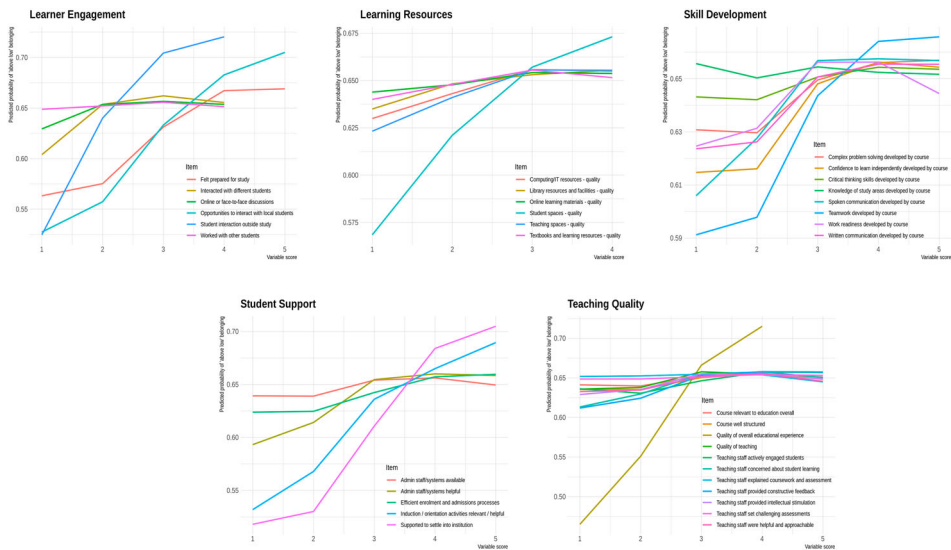 Learner Engagement
Predicted probability of 'above low' belonging
0.70
0.65
0.60
0.55
Item
Felt prepared for study
Interacted with different students
Online or face-to-face discussions
Opportunities to interact with local students
Student interaction outside study
Worked with other students
1 2 3 4 5
Variable score
Learning Resources
Predicted probability of 'above low' belonging
0.675
0.650
0.625
0.600
0.575
Item
Computing/IT resources - quality
Library resources and facilities - quality
Online learning materials - quality
Student spaces - quality
Teaching spaces - quality
Textbooks and learning resources - quality
1 2 3 4
Variable score
Skill Development
Predicted probability of 'above low' belonging
0.65
0.63
0.61
0.59
Item
Complex problem solving developed by course
Confidence to learn independently developed by course
Critical thinking skills developed by course
Knowledge of study areas developed by course
Spoken communication developed by course
Teamwork developed by course
Work readiness developed by course
Written communication developed by course
1 2 3 4 5
Variable score
Student Support
Predicted probability of 'above low' belonging
0.70
0.65
0.60
0.55
Item
Admin staff/systems available
Admin staff/systems helpful
Efficient enrolment and admissions processes
Induction / orientation activities relevant / helpful
Supported to settle into institution
1 2 3 4 5
Variable score
Teaching Quality
Predicted probability of 'above low' belonging
0.70
0.65
0.60
0.55
0.50
Item
Course relevant to education overall
Course well structured
Quality of overall educational experience
Quality of teaching
Teaching staff actively engaged students
Teaching staff concerned about student learning
Teaching staff explained coursework and assessment
Teaching staff provided constructive feedback
Teaching staff provided intellectual stimulation
Teaching staff set challenging assessments
Teaching staff were helpful and approachable
1 2 3 4 5
Variable score